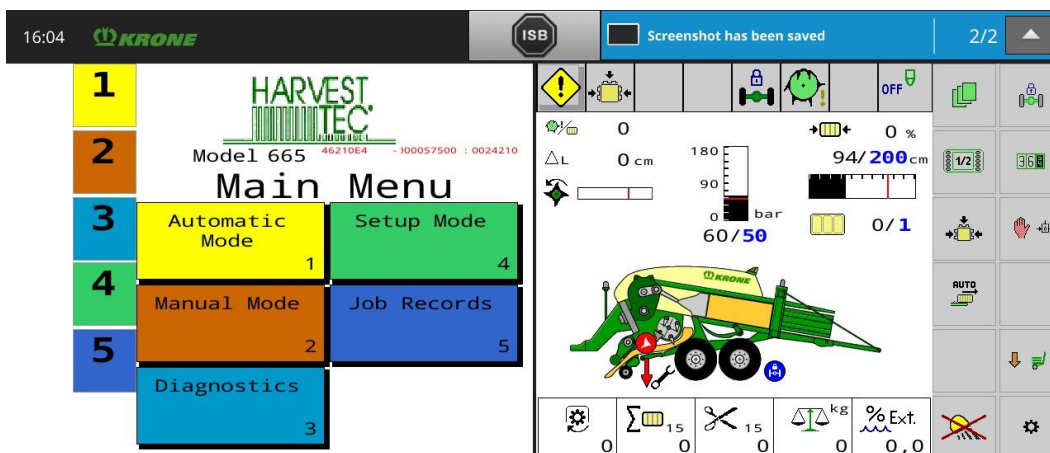 16:04
KRONE
ISB
Screenshot has been saved
2/2
1
2
3
4
5
HARVEST
TEC
Model 665
46210E4 - J00057500 : 0024210
Main Menu
Automatic Mode
1
Setup Mode
4
Manual Mode
2
Job Records
5
Diagnostics
3
OFF
0
0 %
L 0 cm
94/200cm
180
90
0
bar
60/50
0/1
KRONE
0
Σ 15
0
15
0
kg
0
% Ext.
0,0
1/2
AUTO